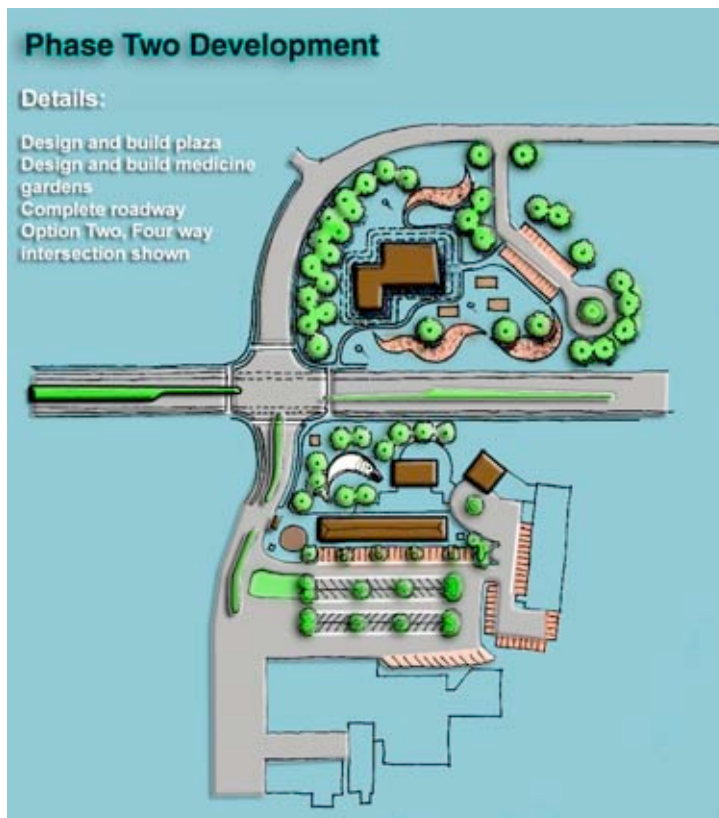 Phase Two Development
Details:
Design and build plaza
Design and build medicine
gardens
Complete roadway
Option Two, Four way
intersection shown